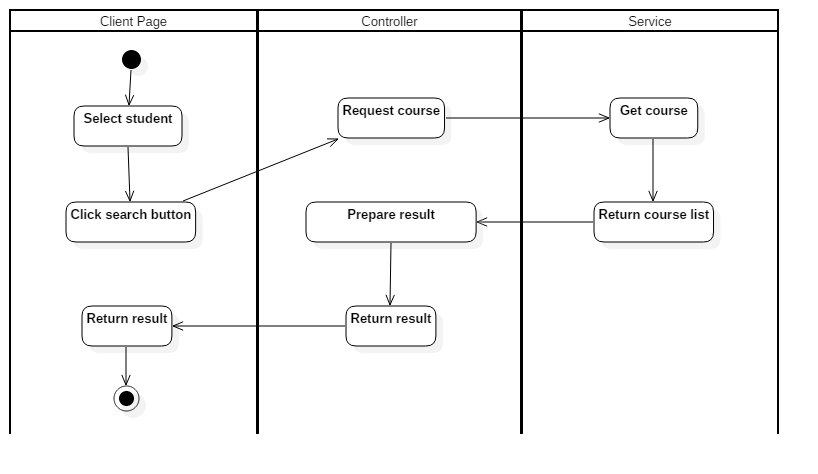 Client Page
Controller
Service
Select student
Request course
Get course
Click search button
Prepare result
Return course list
Return result
Return result